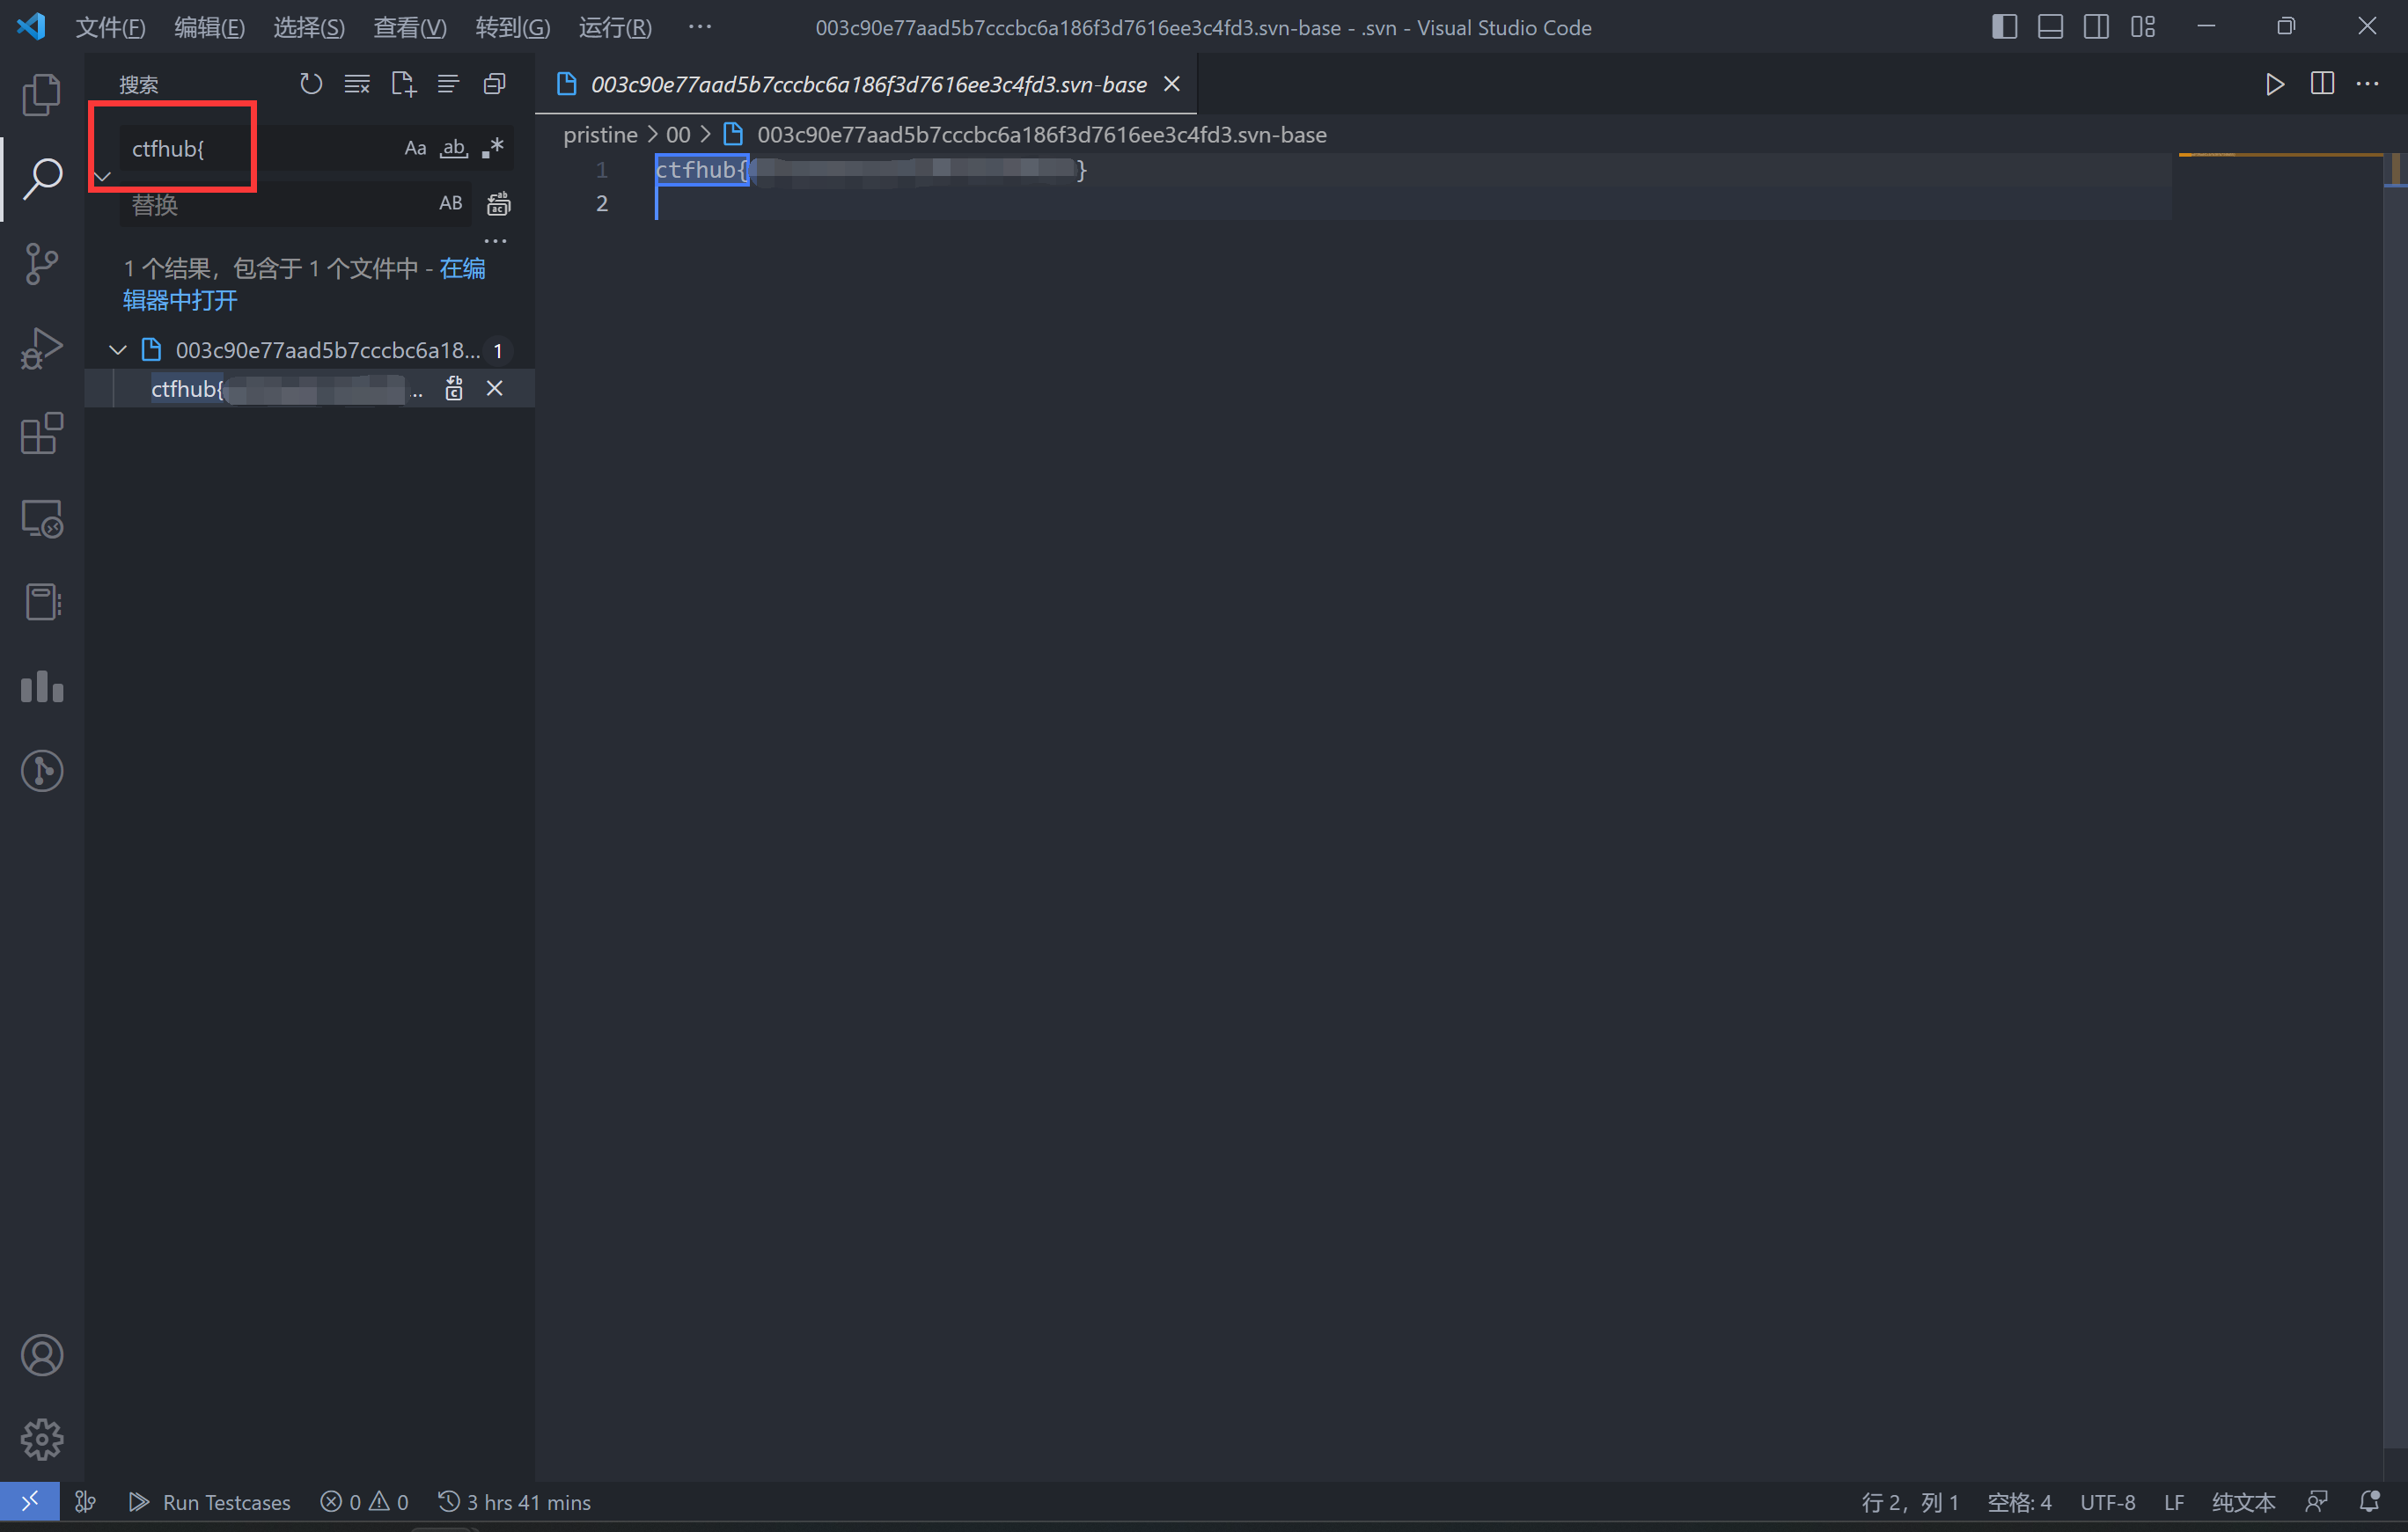 文件(F) 编辑(E) 选择(S) 查看(V) 转到(G) 运行(R) ··· 003c90e77aad5b7cccbc6a186f3d7616ee3c4fd3.svn-base - .svn - Visual Studio Code
搜索
003c90e77aad5b7cccbc6a186f3d7616ee3c4fd3.svn-base
ctfhub{ Aa ab .*
替换 AB
1 个结果，包含于 1 个文件中 - 在编
辑器中打开
003c90e77aad5b7cccbc6a18... 1
ctfhub{ ...
pristine > 00 > 003c90e77aad5b7cccbc6a186f3d7616ee3c4fd3.svn-base
1 ctfhub{ }
2
Run Testcases 0 0 3 hrs 41 mins 行 2，列 1 空格: 4 UTF-8 LF 纯文本